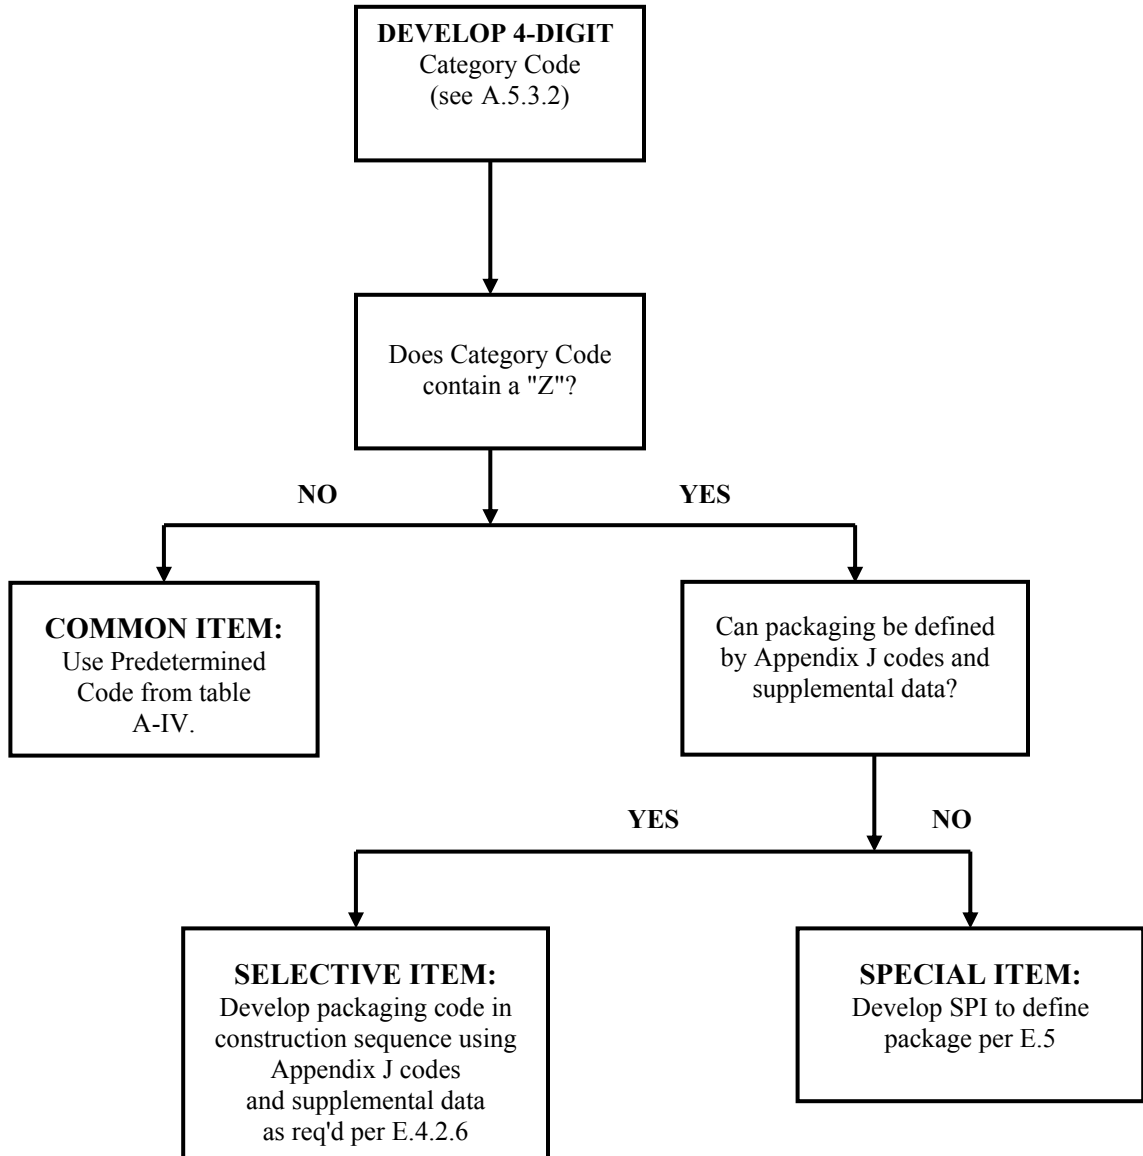 DEVELOP 4-DIGIT
Category Code
(see A.5.3.2)
Does Category Code
contain a "Z"?
NO
YES
COMMON ITEM:
Use Predetermined
Code from table
A-IV.
Can packaging be defined
by Appendix J codes and
supplemental data?
YES
NO
SELECTIVE ITEM:
Develop packaging code in
construction sequence using
Appendix J codes
and supplemental data
as req'd per E.4.2.6
SPECIAL ITEM:
Develop SPI to define
package per E.5